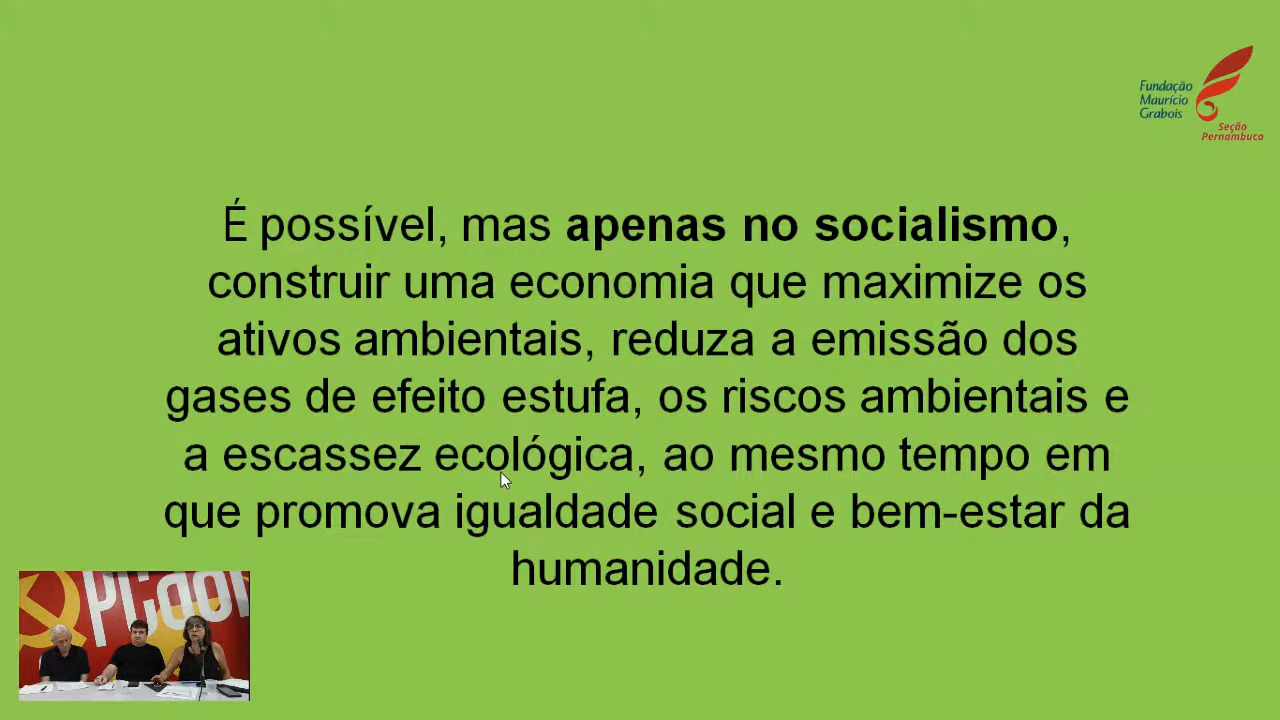 Fundação
Maurício
Grabois
Seção
Pernambuco
É possível, mas apenas no socialismo,
construir uma economia que maximize os
ativos ambientais, reduza a emissão dos
gases de efeito estufa, os riscos ambientais e
a escassez ecológica, ao mesmo tempo em
que promova igualdade social e bem-estar da
humanidade.
PCdoB